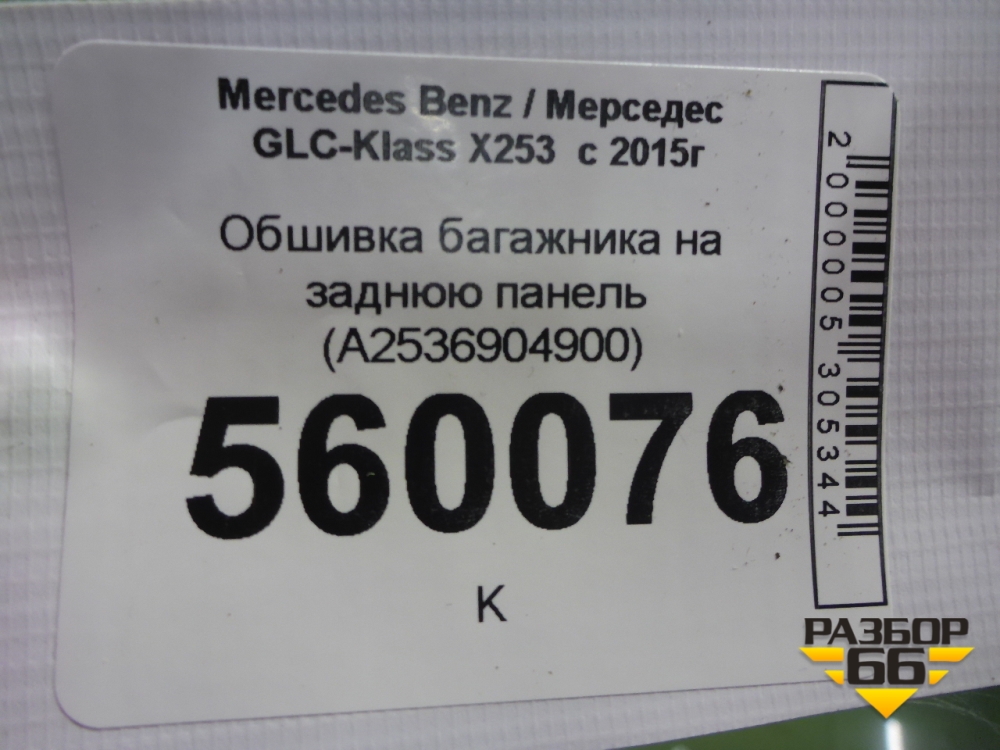 Mercedes Benz / Мерседес
GLC-Klass X253 с 2015г
Обшивка багажника на
заднюю панель
(A2536904900)
560076
К
2000005305344
РАЗБОР
66